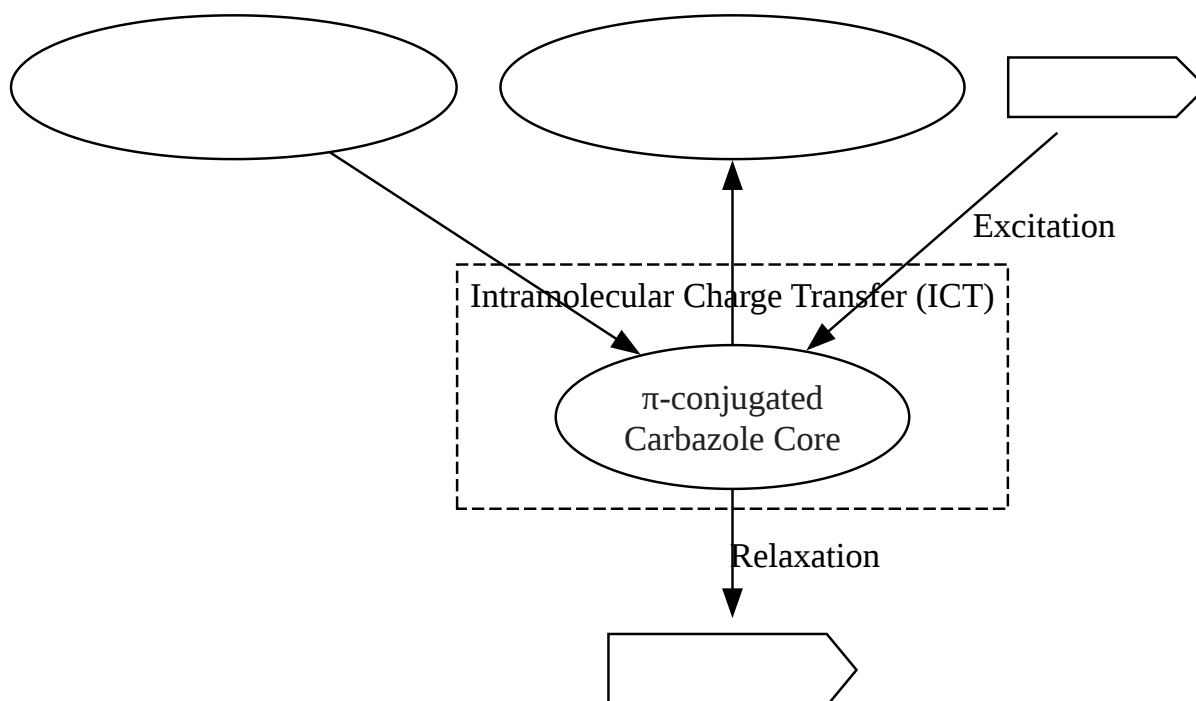 Excitation
Intramolecular Charge Transfer (ICT)
π-conjugated
Carbazole Core
Relaxation